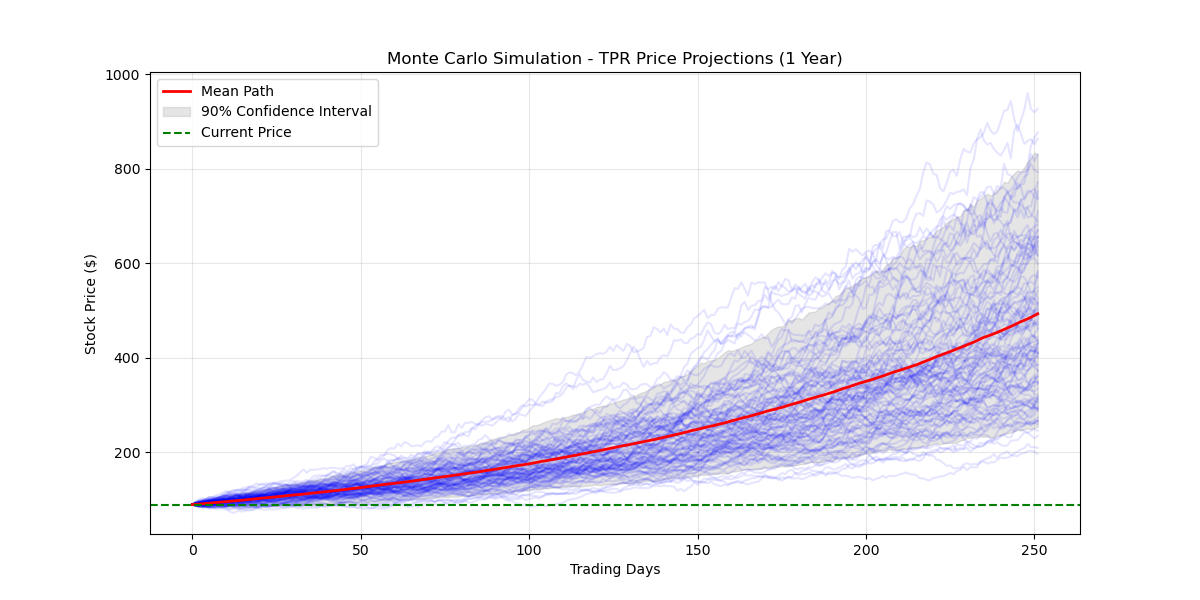 Monte Carlo Simulation - TPR Price Projections (1 Year)
1000
800
600
400
200
Stock Price ($)
Mean Path
90% Confidence Interval
Current Price
0 50 100 150 200 250
Trading Days